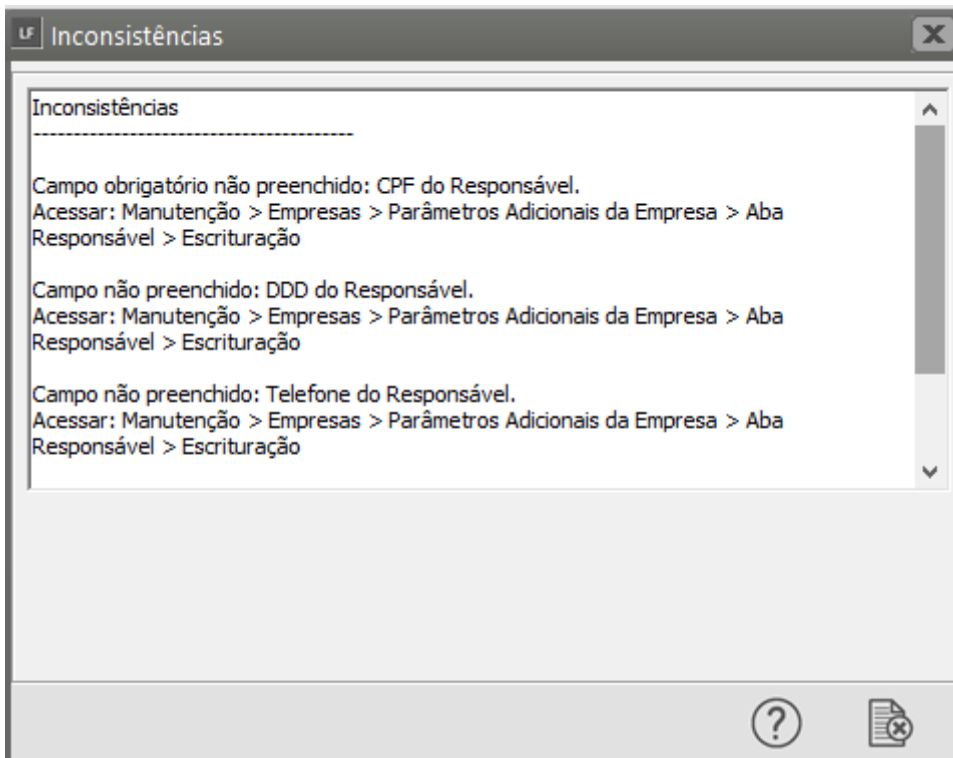 LF Inconsistências
Inconsistências
----------------------------------------
Campo obrigatório não preenchido: CPF do Responsável.
Acessar: Manutenção > Empresas > Parâmetros Adicionais da Empresa > Aba
Responsável > Escrituração
Campo não preenchido: DDD do Responsável.
Acessar: Manutenção > Empresas > Parâmetros Adicionais da Empresa > Aba
Responsável > Escrituração
Campo não preenchido: Telefone do Responsável.
Acessar: Manutenção > Empresas > Parâmetros Adicionais da Empresa > Aba
Responsável > Escrituração